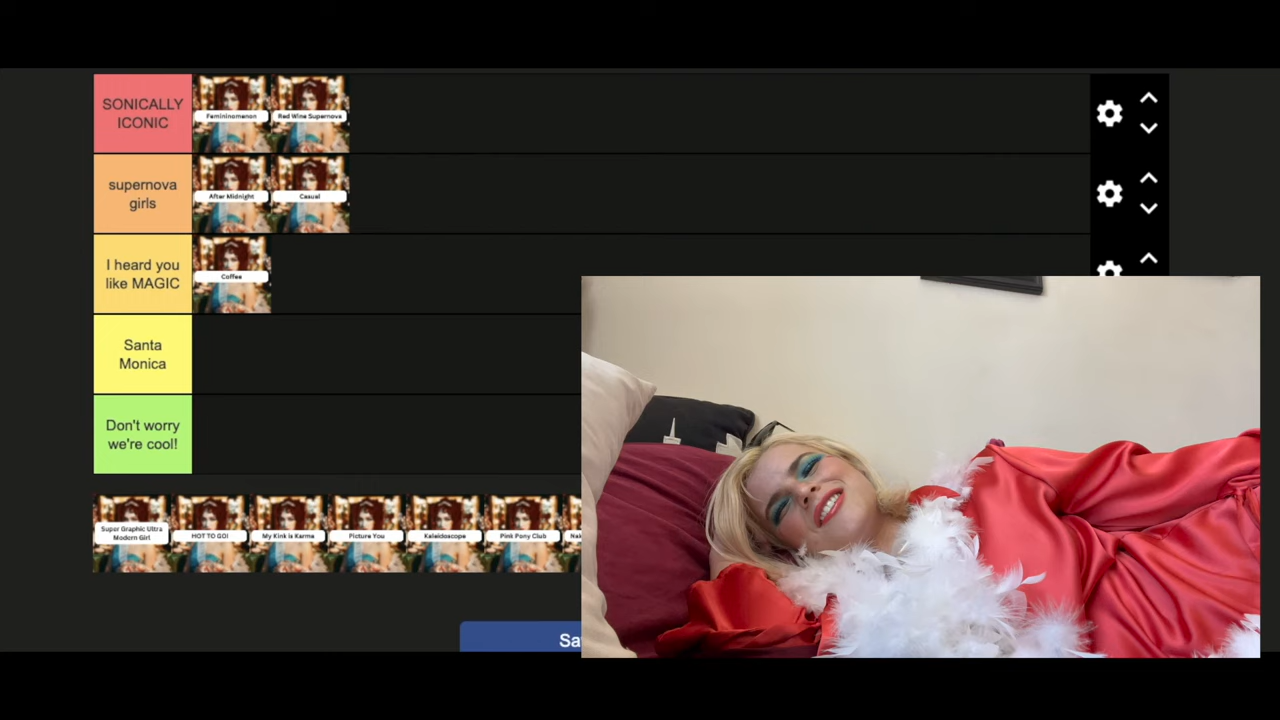 SONICALLY
ICONIC
Femininomenon
Red Wine Supernova
supernova
girls
After Midnight
Casual
I heard you
like MAGIC
Coffee
Santa
Monica
Don't worry
we're cool!
Super Graphic Ultra
Modern Girl
HOT TO GO!
My Kink is Karma
Picture You
Kaleidoscope
Pink Pony Club